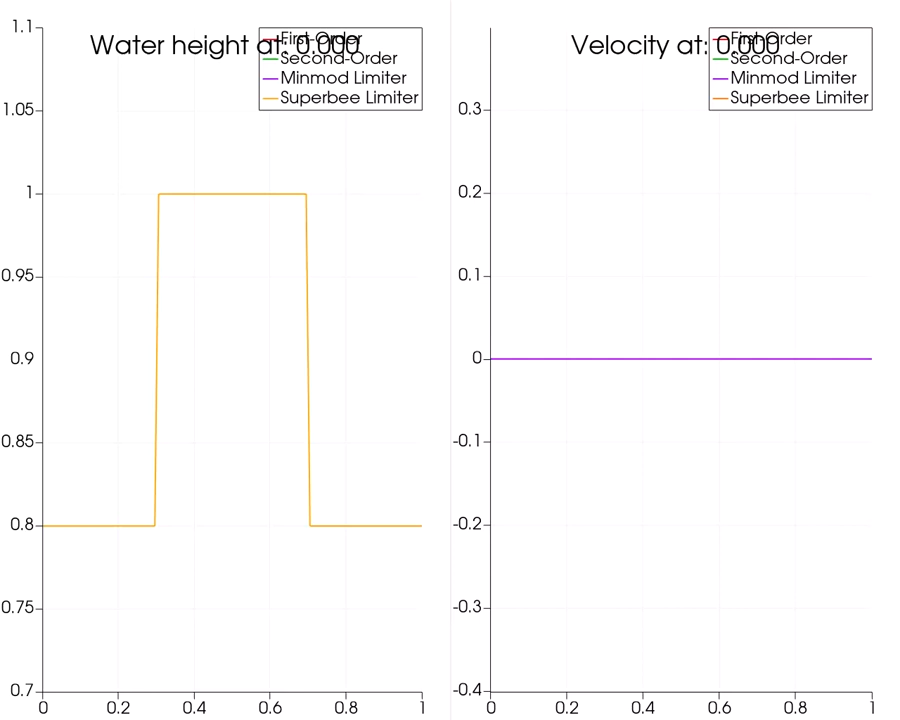 Water height at: 0.000
First-Order
Second-Order
Minmod Limiter
Superbee Limiter
1.1
1.05
1
0.95
0.9
0.85
0.8
0.75
0.7
0
0.2
0.4
0.6
0.8
1
Velocity at: 0.000
First-Order
Second-Order
Minmod Limiter
Superbee Limiter
0.3
0.2
0.1
0
-0.1
-0.2
-0.3
-0.4
0
0.2
0.4
0.6
0.8
1